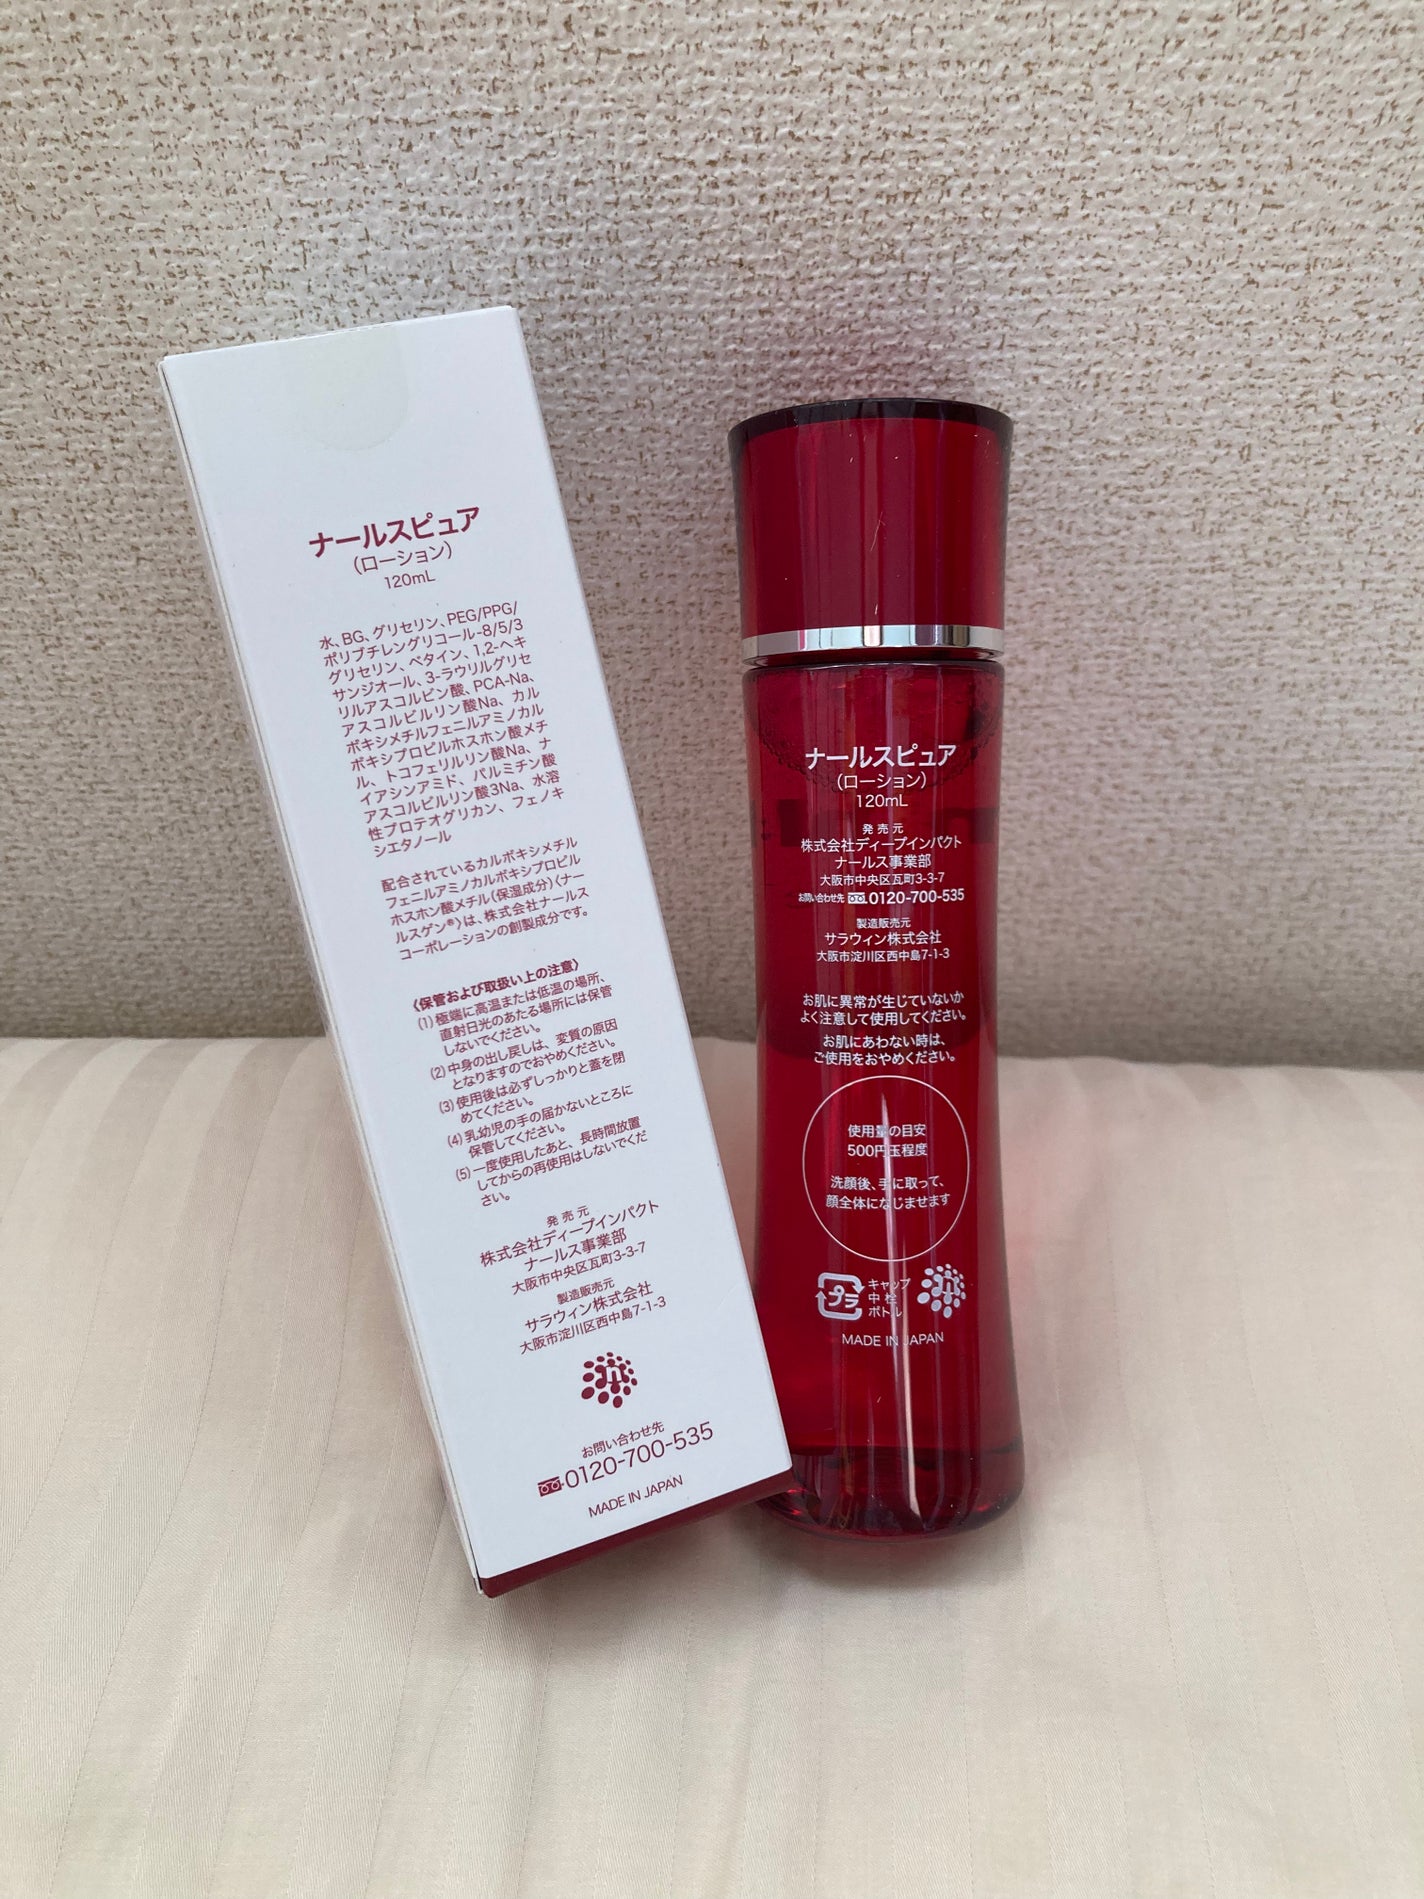 ナールスピュア
(ローション)
120mL
水、BG、グリセリン、PEG/PPG/
ポリブチレングリコール-8/5/3
グリセリン、ベタイン、1,2-ヘキ
サンジオール、3-ラウリルグリセ
リルアスコルビン酸、PCA-Na、
アスコルビルリン酸Na、カル
ボキシメチルフェニルアミノカル
ボキシプロピルホスホン酸メチ
ル、トコフェリルリン酸Na、ナ
イアシンアミド、パルミチン酸
アスコルビルリン酸3Na、水溶
性プロテオグリカン、フェノキ
シエタノール
配合されているカルボキシメチル
フェニルアミノカルボキシプロピル
ホスホン酸メチル(保湿成分)〈ナー
ルスゲン®〉は、株式会社ナールス
コーポレーションの創製成分です。
〈保管および取扱い上の注意〉
(1)極端に高温または低温の場所、
直射日光のあたる場所には保管
しないでください。
(2)中身の出し戻しは、変質の原因
となりますのでおやめください。
(3)使用後は必ずしっかりと蓋を閉
めてください。
(4)乳幼児の手の届かないところに
保管してください。
(5)一度使用したあと、長時間放置
してからの再使用はしないでくだ
さい。
発売元
株式会社ディープインパクト
ナールス事業部
大阪市中央区瓦町3-3-7
製造販売元
サラウィン株式会社
大阪市淀川区西中島7-1-3
お問い合わせ先
0120-700-535
MADE IN JAPAN
ナールスピュア
(ローション)
120mL
発売元
株式会社ディープインパクト
ナールス事業部
大阪市中央区瓦町3-3-7
お問い合わせ先 0120-700-535
製造販売元
サラウィン株式会社
大阪市淀川区西中島7-1-3
お肌に異常が生じていないか
よく注意して使用してください。
お肌にあわない時は、
ご使用をおやめください。
使用量の目安
500円玉程度
洗顔後、手に取って、
顔全体になじませます
プラ
キャップ
中栓
ボトル
MADE IN JAPAN